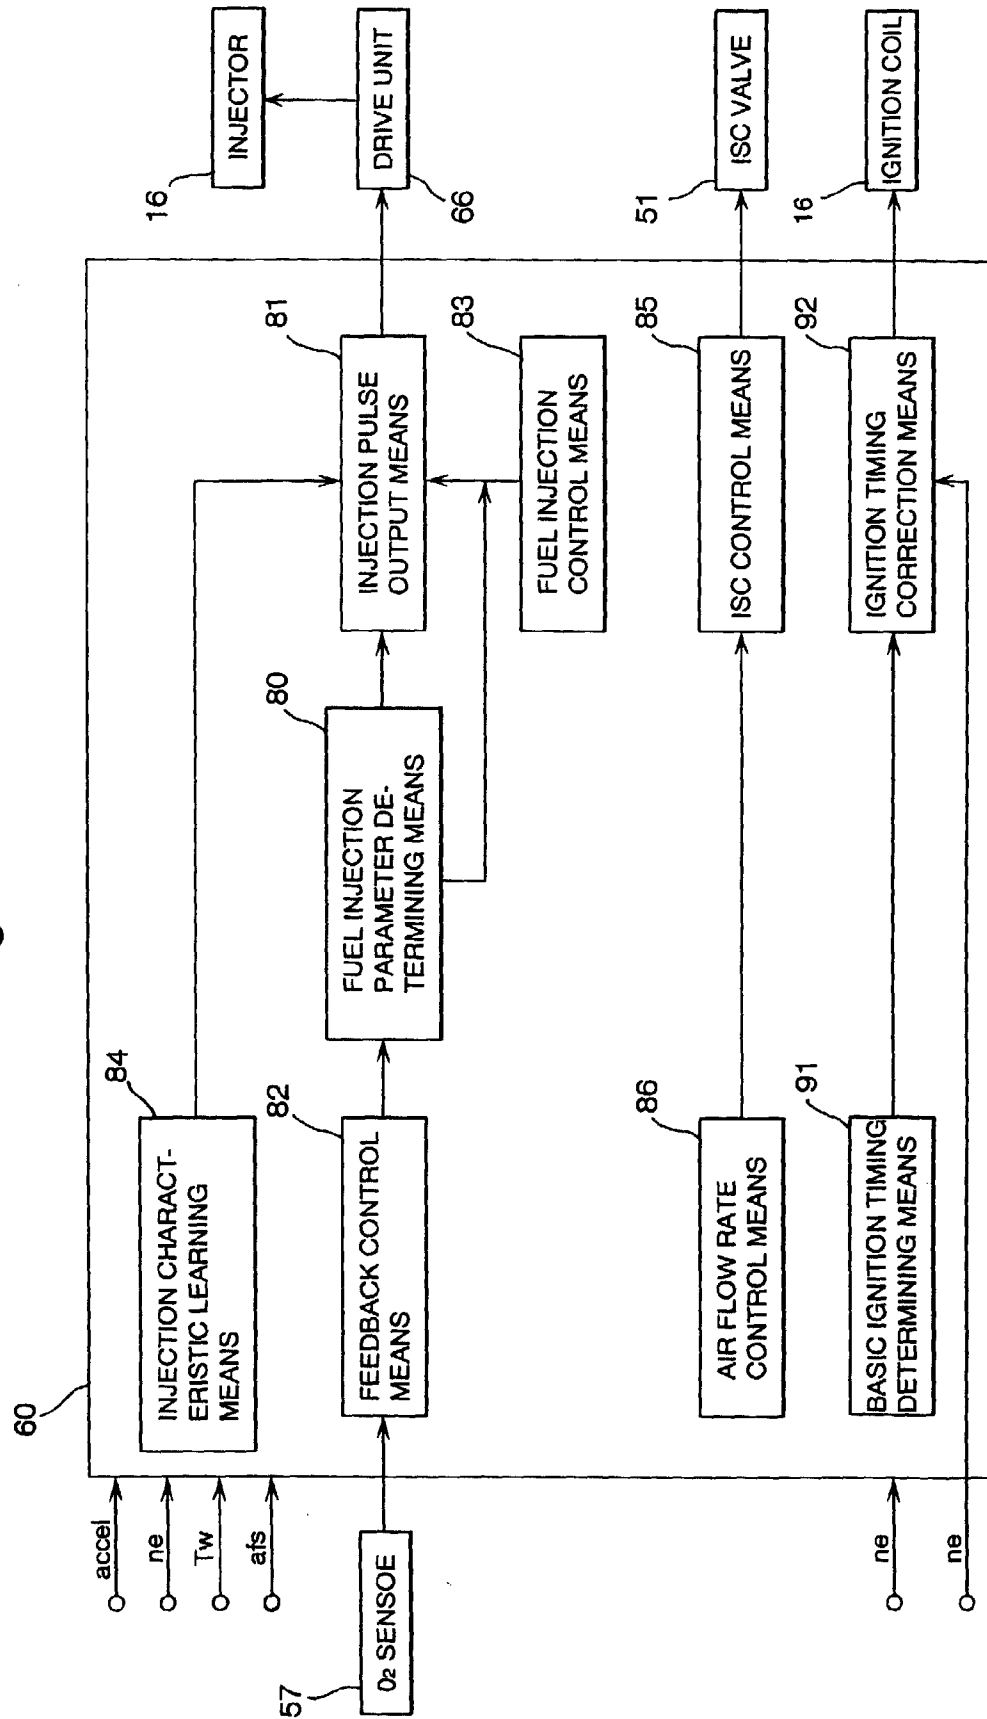 60
accel
ne
Tw
afs
57
O2 SENSOE
84
INJECTION CHARACT-
ERISTIC LEARNING
MEANS
82
FEEDBACK CONTROL
MEANS
80
FUEL INJECTION
PARAMETER DE-
TERMINING MEANS
81
INJECTION PULSE
OUTPUT MEANS
83
FUEL INJECTION
CONTROL MEANS
16
INJECTOR
66
DRIVE UNIT
86
AIR FLOW RATE
CONTROL MEANS
85
ISC CONTROL MEANS
51
ISC VALVE
ne
91
BASIC IGNITION TIMING
DETERMINING MEANS
92
IGNITION TIMING
CORRECTION MEANS
16
IGNITION COIL
ne